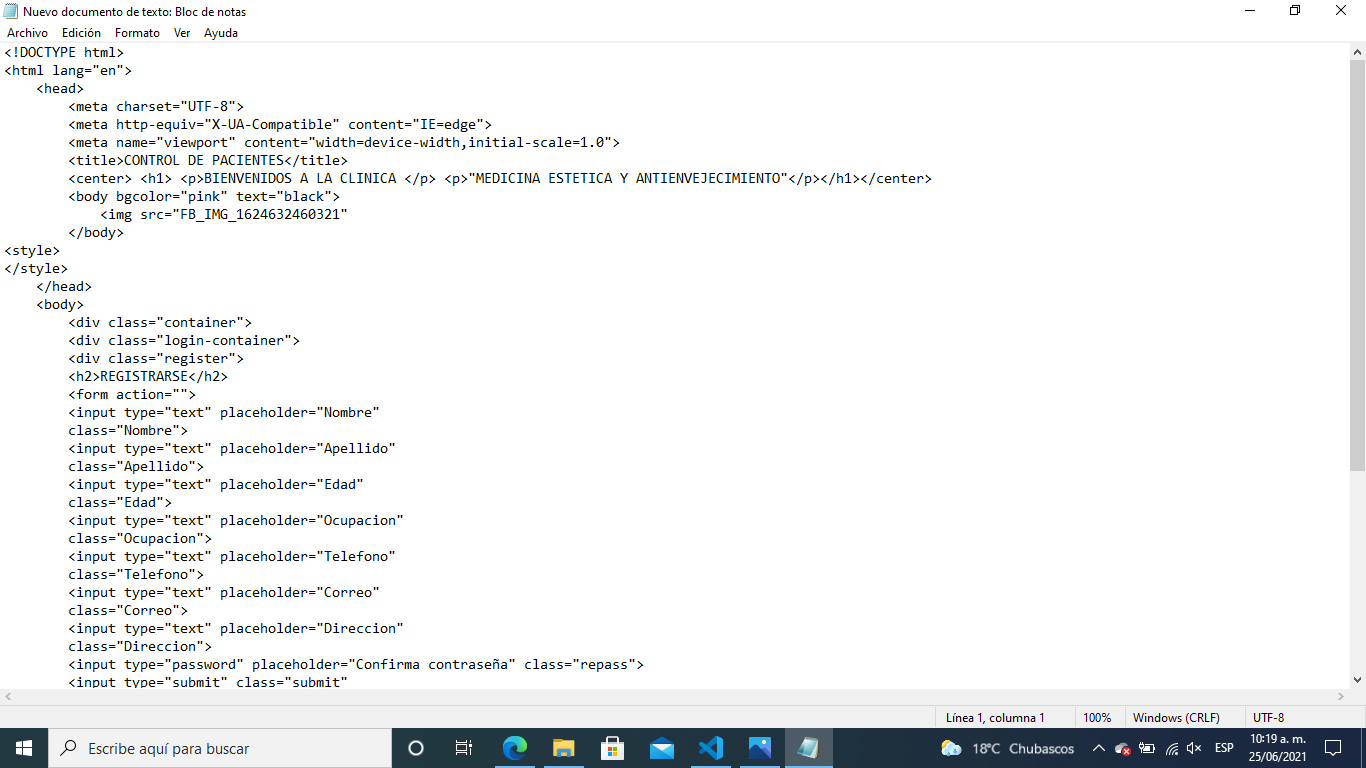 Nuevo documento de texto: Bloc de notas
Archivo Edición Formato Ver Ayuda
<!DOCTYPE html>
<html lang="en">
<head>
<meta charset="UTF-8">
<meta http-equiv="X-UA-Compatible" content="IE=edge">
<meta name="viewport" content="width=device-width,initial-scale=1.0">
<title>CONTROL DE PACIENTES</title>
<center> <h1> <p>BIENVENIDOS A LA CLINICA </p> <p>"MEDICINA ESTETICA Y ANTIENVEJECIMIENTO"</p></h1></center>
<body bgcolor="pink" text="black">
<img src="FB_IMG_1624632460321"
</body>
<style>
</style>
</head>
<body>
<div class="container">
<div class="login-container">
<div class="register">
<h2>REGISTRARSE</h2>
<form action="">
<input type="text" placeholder="Nombre"
class="Nombre">
<input type="text" placeholder="Apellido"
class="Apellido">
<input type="text" placeholder="Edad"
class="Edad">
<input type="text" placeholder="Ocupacion"
class="Ocupacion">
<input type="text" placeholder="Telefono"
class="Telefono">
<input type="text" placeholder="Correo"
class="Correo">
<input type="text" placeholder="Direccion"
class="Direccion">
<input type="password" placeholder="Confirma contraseña" class="repass">
<input type="submit" class="submit"
Línea 1, columna 1 100% Windows (CRLF) UTF-8
Escribe aquí para buscar 18°C Chubascos ESP 10:19 a. m.
25/06/2021